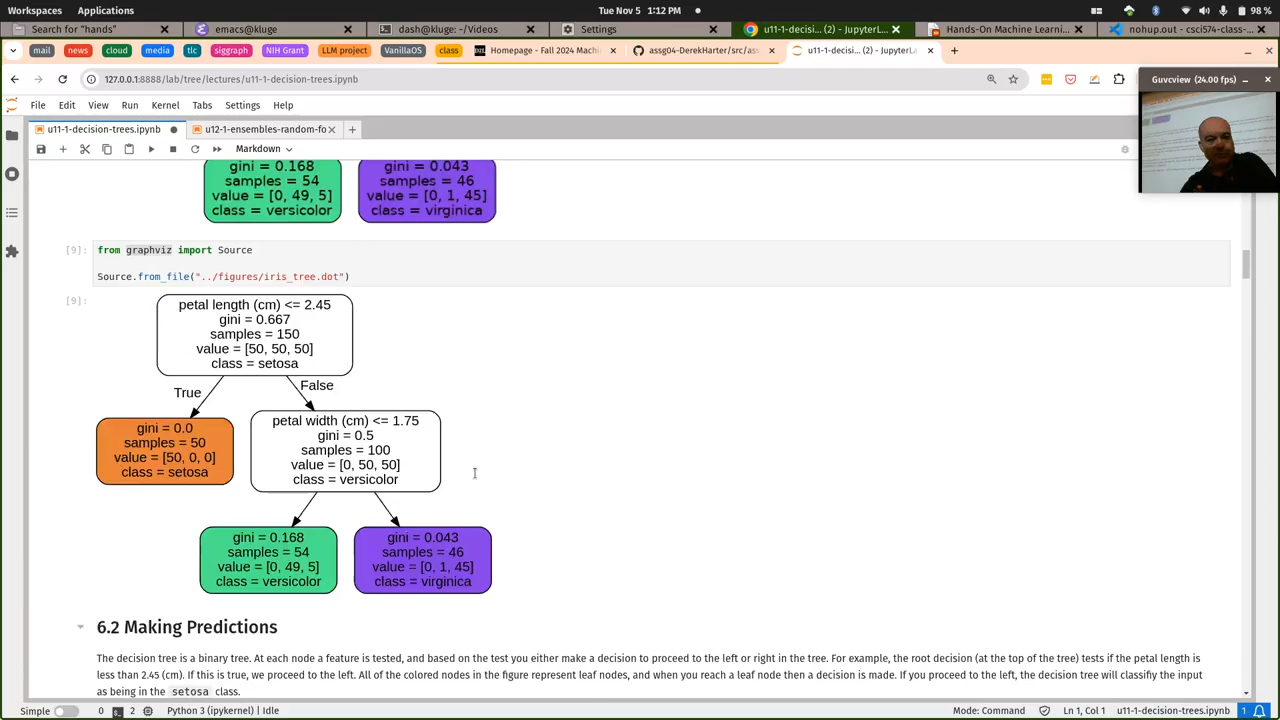 Workspaces Applications Tue Nov 5 1:12 PM 98 %
Search for "hands" emacs@kluge dash@kluge: ~/Videos Settings u11-1-decisi... (2) - JupyterL... Hands-On Machine Learni... nohup.out - csci574-class-...
mail news cloud media tlc siggraph NIH Grant LLM project VanillaOS class Homepage - Fall 2024 Machi assg04-DerekHarter/src/ass u11-1-decisi... (2) - JupyterL
127.0.0.1:8888/lab/tree/lectures/u11-1-decision-trees.ipynb
Guvcview (24.00 fps)
File Edit View Run Kernel Tabs Settings Help
u11-1-decision-trees.ipynb u12-1-ensembles-random-fo
Markdown
gini = 0.168 gini = 0.043
samples = 54 samples = 46
value = [0, 49, 5] value = [0, 1, 45]
class = versicolor class = virginica
[9]: from graphviz import Source
Source.from_file("../figures/iris_tree.dot")
[9]:
petal length (cm) <= 2.45
gini = 0.667
samples = 150
value = [50, 50, 50]
class = setosa
True False
gini = 0.0
samples = 50
value = [50, 0, 0]
class = setosa
petal width (cm) <= 1.75
gini = 0.5
samples = 100
value = [0, 50, 50]
class = versicolor
gini = 0.168
samples = 54
value = [0, 49, 5]
class = versicolor
gini = 0.043
samples = 46
value = [0, 1, 45]
class = virginica
6.2 Making Predictions
The decision tree is a binary tree. At each node a feature is tested, and based on the test you either make a decision to proceed to the left or right in the tree. For example, the root decision (at the top of the tree) tests if the petal length is
less than 2.45 (cm). If this is true, we proceed to the left. All of the colored nodes in the figure represent leaf nodes, and when you reach a leaf node then a decision is made. If you proceed to the left, the decision tree will classifiy the input
as being in the setosa class.
Simple 0 2 Python 3 (ipykernel) | Idle Mode: Command Ln 1, Col 1 u11-1-decision-trees.ipynb 1